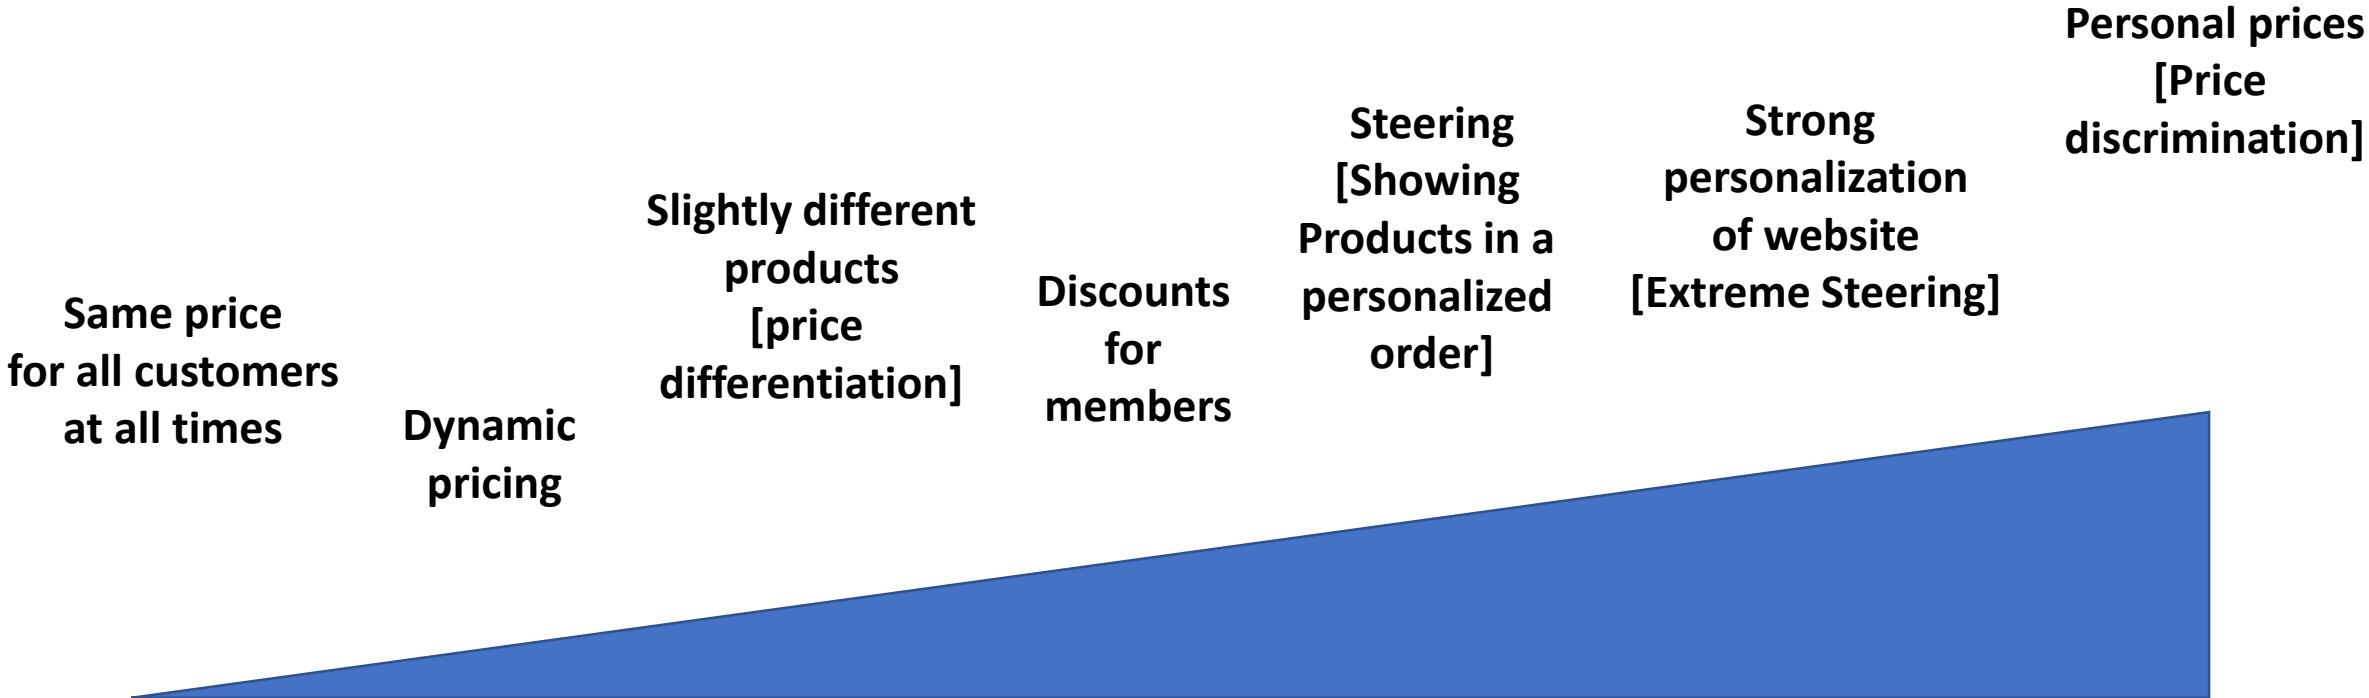 Same price
for all customers
at all times
Dynamic
pricing
Slightly different
products
[price
differentiation]
Discounts
for
members
Steering
[Showing
Products in a
personalized
order]
Strong
personalization
of website
[Extreme Steering]
Personal prices
[Price
discrimination]